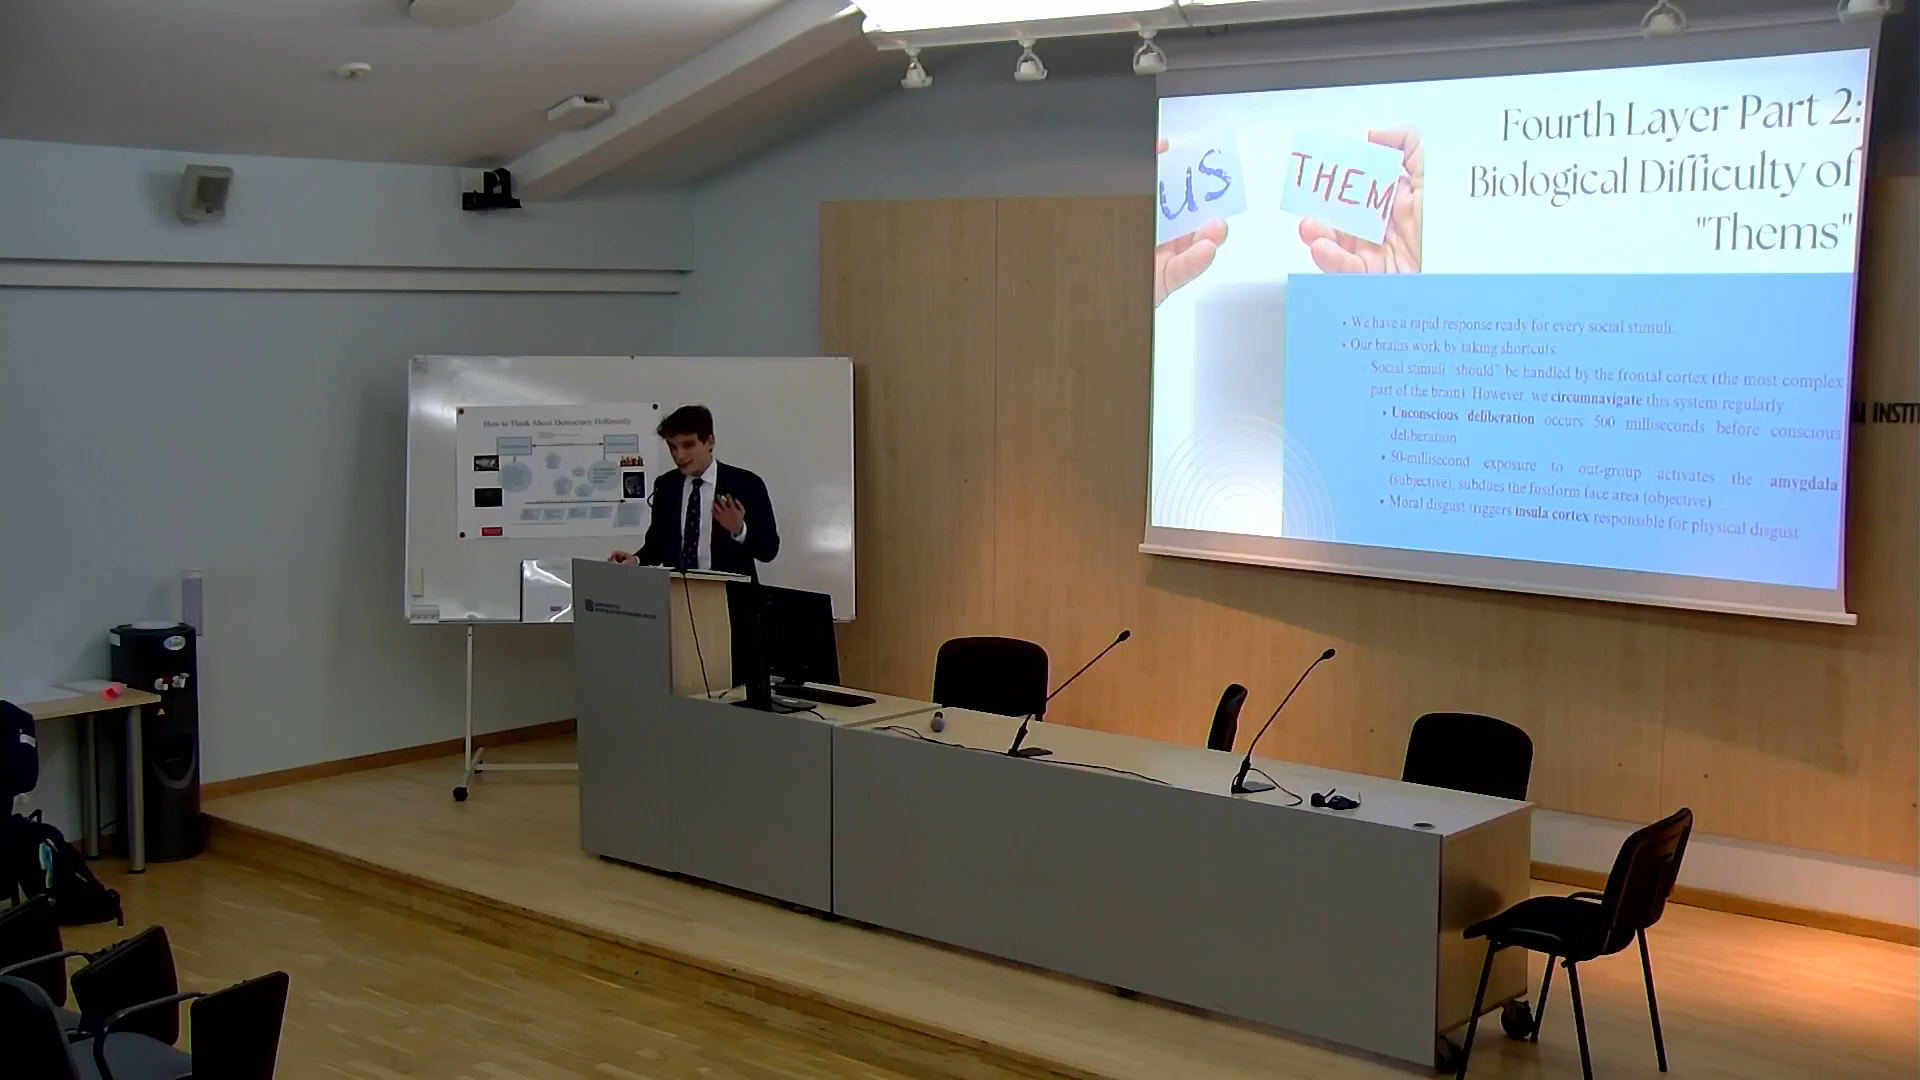 How to Think About Democracy Differently
US
THEM
Fourth Layer Part 2:
Biological Difficulty of
"Thems"
• We have a rapid response ready for every social stimuli
• Our brains work by taking shortcuts
Social stimuli "should" be handled by the frontal cortex (the most complex
part of the brain). However, we circumnavigate this system regularly.
• Unconscious deliberation occurs 500 milliseconds before conscious
deliberation
• 50-millisecond exposure to out-group activates the amygdala
(subjective); subdues the fusiform face area (objective)
• Moral disgust triggers insula cortex responsible for physical disgust